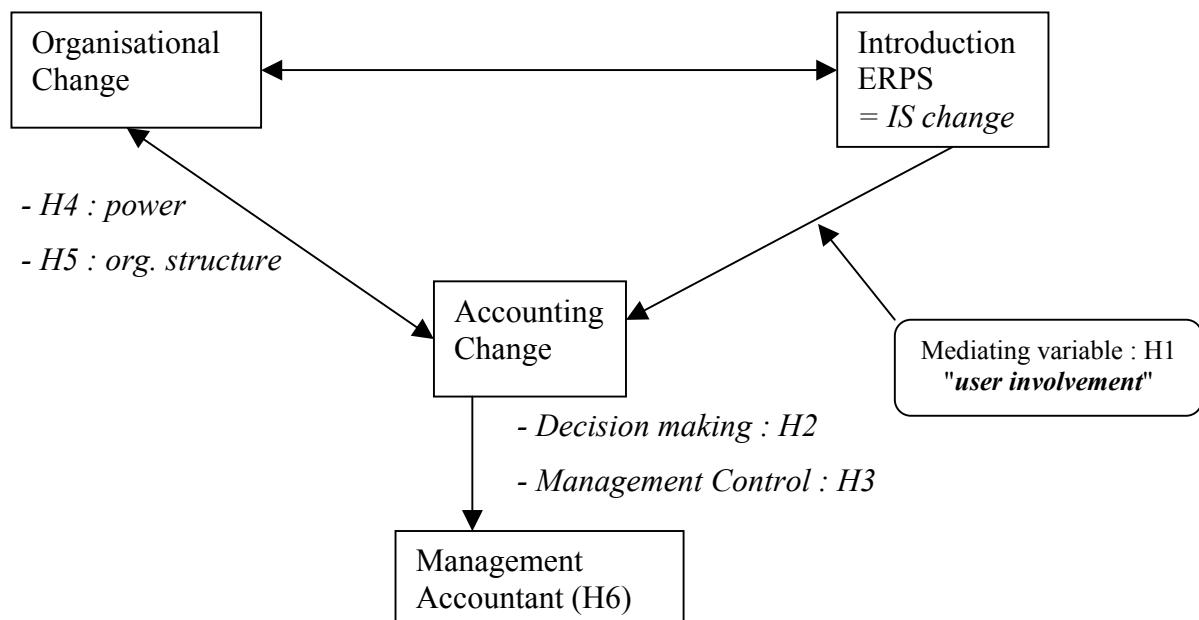 Organisational
Change
Introduction
ERPS
= IS change
- H4 : power
- H5 : org. structure
Accounting
Change
Mediating variable : H1
"user involvement"
- Decision making : H2
- Management Control : H3
Management
Accountant (H6)